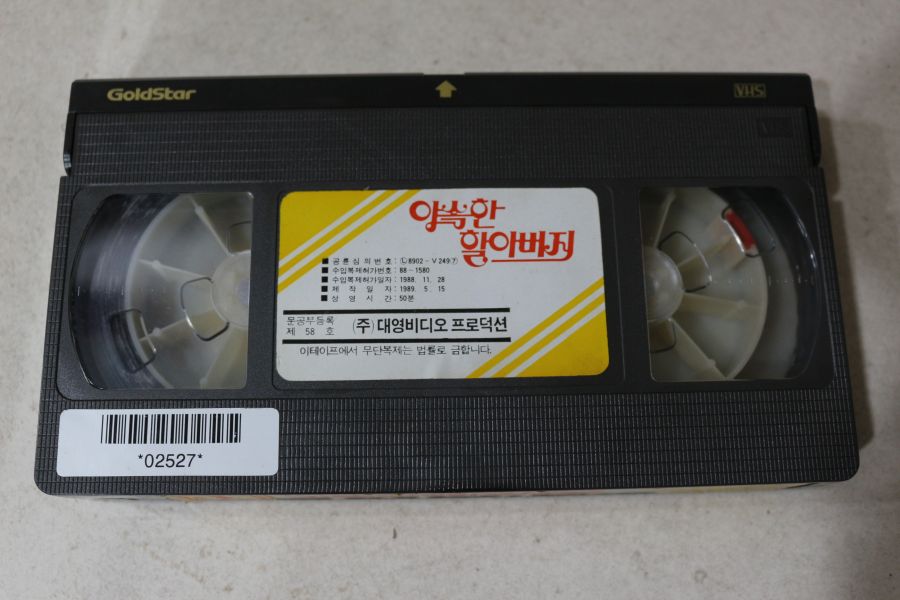 GoldStar
VHS
야속한
할아버지
■ 공륜심의번호: Ⓛ8902-V249⑦
■ 수입복제허가번호: 88-1580
■ 수입복제허가일자: 1988. 11. 28
■ 제작일자: 1989. 5. 15
■ 상영시간: 50분
문공부등록
제 58 호
(주)대영비디오프로덕션
이테이프에서 무단복제는 법률로 금합니다.
*02527*